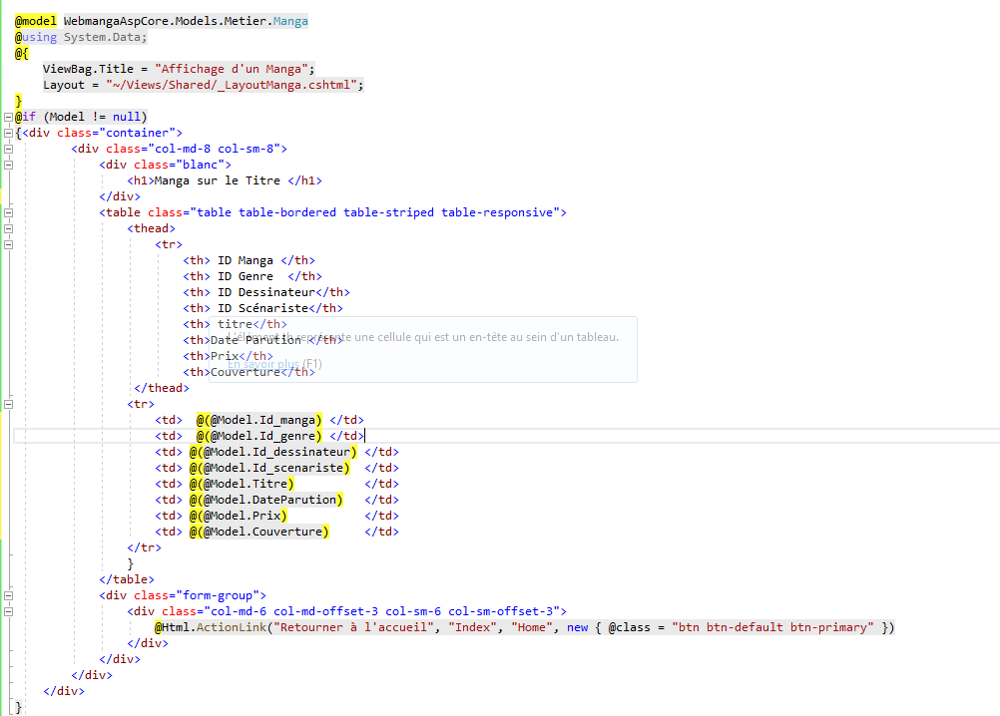 @model WebmangaAspCore.Models.Metier.Manga
@using System.Data;
@{
ViewBag.Title = "Affichage d'un Manga";
Layout = "~/Views/Shared/_LayoutManga.cshtml";
}
@if (Model != null)
{<div class="container">
<div class="col-md-8 col-sm-8">
<div class="blanc">
<h1>Manga sur le Titre </h1>
</div>
<table class="table table-bordered table-striped table-responsive">
<thead>
<tr>
<th> ID Manga </th>
<th> ID Genre  </th>
<th> ID Dessinateur</th>
<th> ID Scénariste</th>
<th> titre</th>
L'élément th représente une cellule qui est un en-tête au sein d'un tableau.
<th>Date Parution </th>
<th>Prix</th>
En savoir plus (F1)
<th>Couverture</th>
</thead>
<tr>
<td>  @(@Model.Id_manga) </td>
<td>  @(@Model.Id_genre) </td>
<td> @(@Model.Id_dessinateur) </td>
<td> @(@Model.Id_scenariste)  </td>
<td> @(@Model.Titre)          </td>
<td> @(@Model.DateParution)   </td>
<td> @(@Model.Prix)           </td>
<td> @(@Model.Couverture)     </td>
</tr>
}
</table>
<div class="form-group">
<div class="col-md-6 col-md-offset-3 col-sm-6 col-sm-offset-3">
@Html.ActionLink("Retourner à l'accueil", "Index", "Home", new { @class = "btn btn-default btn-primary" })
</div>
</div>
</div>
</div>
}